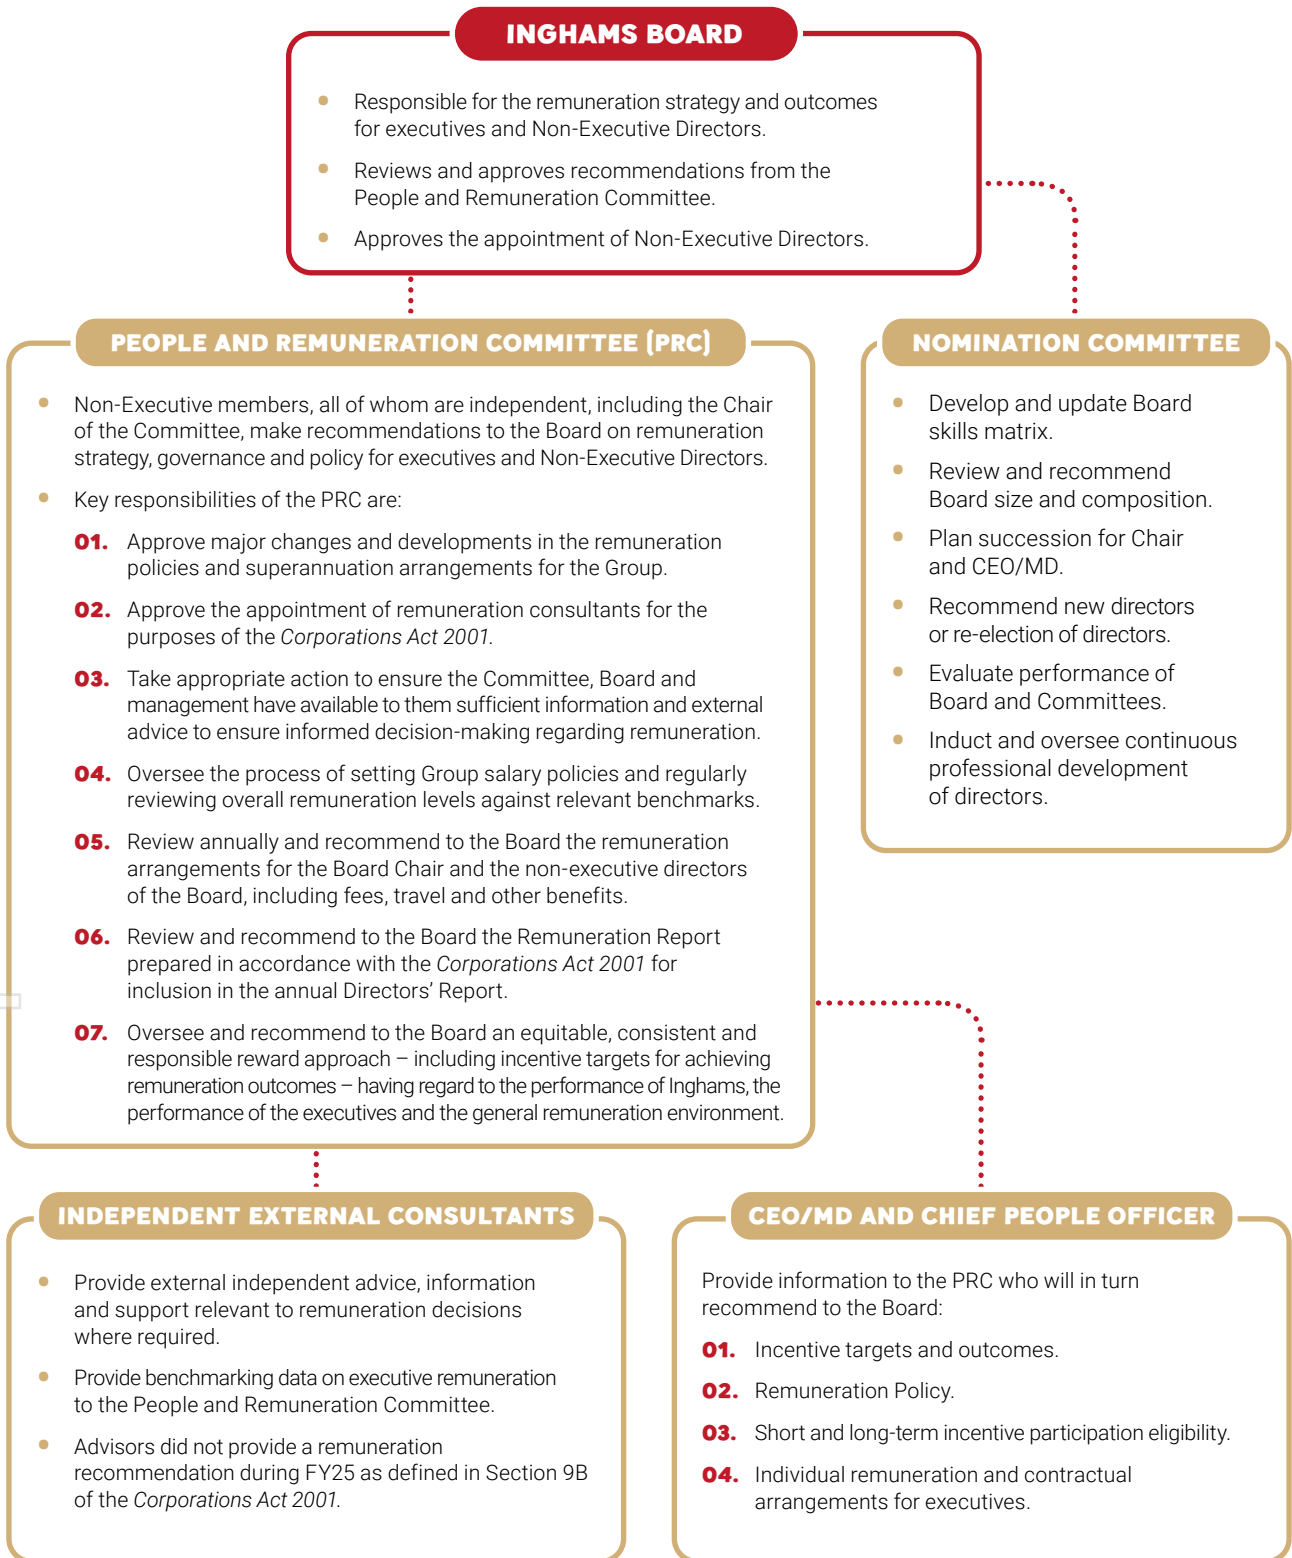 INGHAMS BOARD
• Responsible for the remuneration strategy and outcomes
for executives and Non-Executive Directors.
• Reviews and approves recommendations from the
People and Remuneration Committee.
• Approves the appointment of Non-Executive Directors.
PEOPLE AND REMUNERATION COMMITTEE (PRC)
• Non-Executive members, all of whom are independent, including the Chair
of the Committee, make recommendations to the Board on remuneration
strategy, governance and policy for executives and Non-Executive Directors.
• Key responsibilities of the PRC are:
01. Approve major changes and developments in the remuneration
policies and superannuation arrangements for the Group.
02. Approve the appointment of remuneration consultants for the
purposes of the Corporations Act 2001.
03. Take appropriate action to ensure the Committee, Board and
management have available to them sufficient information and external
advice to ensure informed decision-making regarding remuneration.
04. Oversee the process of setting Group salary policies and regularly
reviewing overall remuneration levels against relevant benchmarks.
05. Review annually and recommend to the Board the remuneration
arrangements for the Board Chair and the non-executive directors
of the Board, including fees, travel and other benefits.
06. Review and recommend to the Board the Remuneration Report
prepared in accordance with the Corporations Act 2001 for
inclusion in the annual Directors’ Report.
07. Oversee and recommend to the Board an equitable, consistent and
responsible reward approach – including incentive targets for achieving
remuneration outcomes – having regard to the performance of Inghams, the
performance of the executives and the general remuneration environment.
NOMINATION COMMITTEE
• Develop and update Board
skills matrix.
• Review and recommend
Board size and composition.
• Plan succession for Chair
and CEO/MD.
• Recommend new directors
or re-election of directors.
• Evaluate performance of
Board and Committees.
• Induct and oversee continuous
professional development
of directors.
INDEPENDENT EXTERNAL CONSULTANTS
• Provide external independent advice, information
and support relevant to remuneration decisions
where required.
• Provide benchmarking data on executive remuneration
to the People and Remuneration Committee.
• Advisors did not provide a remuneration
recommendation during FY25 as defined in Section 9B
of the Corporations Act 2001.
CEO/MD AND CHIEF PEOPLE OFFICER
Provide information to the PRC who will in turn
recommend to the Board:
01. Incentive targets and outcomes.
02. Remuneration Policy.
03. Short and long-term incentive participation eligibility.
04. Individual remuneration and contractual
arrangements for executives.